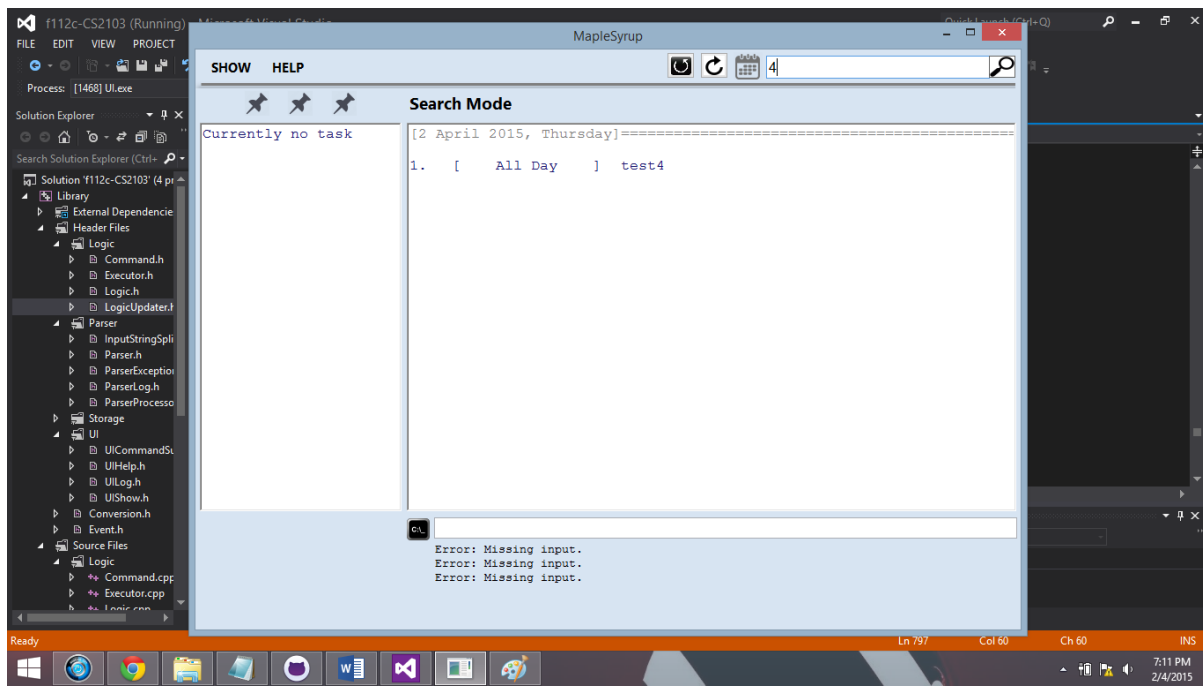 f112c-CS2103 (Running) - Microsoft Visual Studio
Quick Launch (Ctrl+Q)
FILE EDIT VIEW PROJECT
Process: [1468] UI.exe
Solution Explorer
Search Solution Explorer (Ctrl+
Solution 'f112c-CS2103' (4 pr
Library
External Dependencie
Header Files
Logic
Command.h
Executor.h
Logic.h
LogicUpdater.h
Parser
InputStringSpli
Parser.h
ParserException
ParserLog.h
ParserProcesso
Storage
UI
UICommandSu
UIHelp.h
UILog.h
UIShow.h
Conversion.h
Event.h
Source Files
Logic
Command.cpp
Executor.cpp
Logic.cpp
MapleSyrup
SHOW HELP
4
Search Mode
Currently no task
[2 April 2015, Thursday]=============================================
1. [ All Day ] test4
C:\_
Error: Missing input.
Error: Missing input.
Error: Missing input.
Ready
Ln 797 Col 60 Ch 60 INS
7:11 PM
2/4/2015